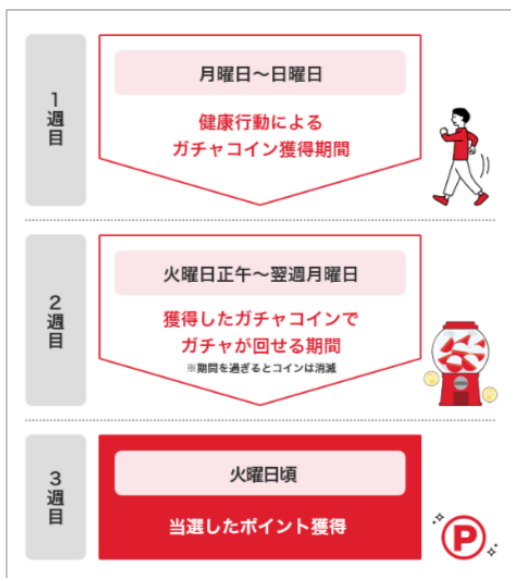 1週目
月曜日〜日曜日
健康行動による
ガチャコイン獲得期間
2週目
火曜日正午〜翌週月曜日
獲得したガチャコインで
ガチャが回せる期間
※期間を過ぎるとコインは消滅
3週目
火曜日頃
当選したポイント獲得
P